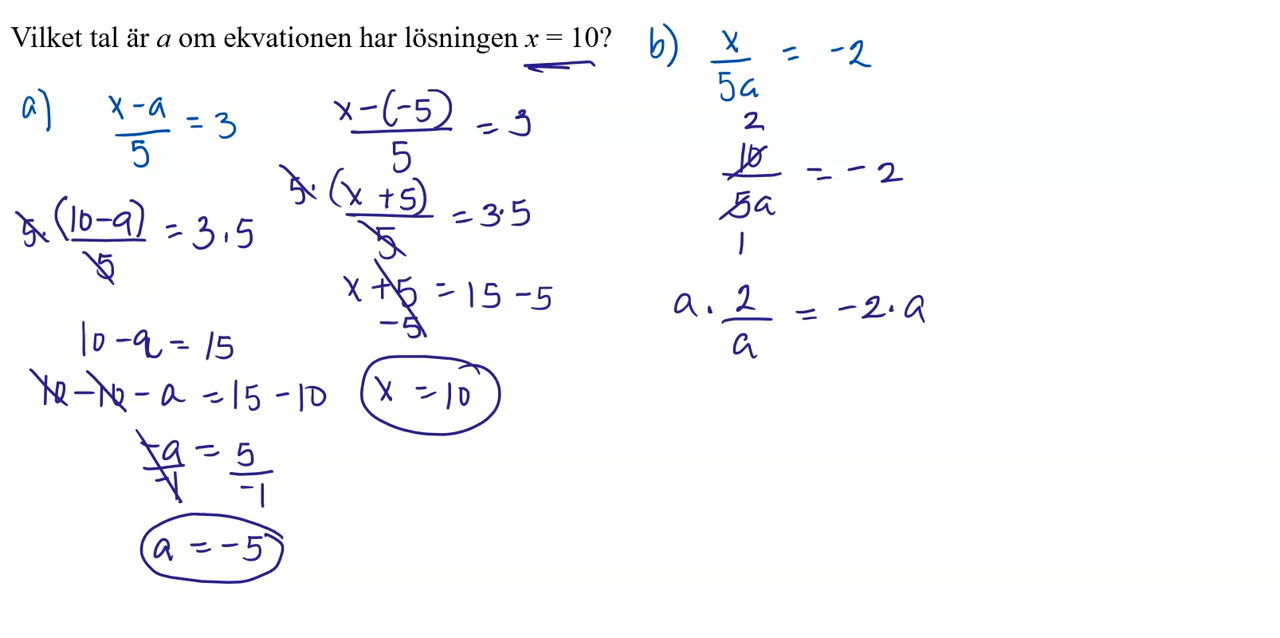 Vilket tal är a om ekvationen har lösningen x = 10?
a) (x-a)/5 = 3
5·(10-a)/5 = 3·5
10-a = 15
10-10-a = 15-10
-a/-1 = 5/-1
a = -5
x-(-5)/5 = 3
5·(x+5)/5 = 3·5
x+5-5 = 15-5
x = 10
b) x/5a = -2
2
10/5a = -2
1
a·2/a = -2·a